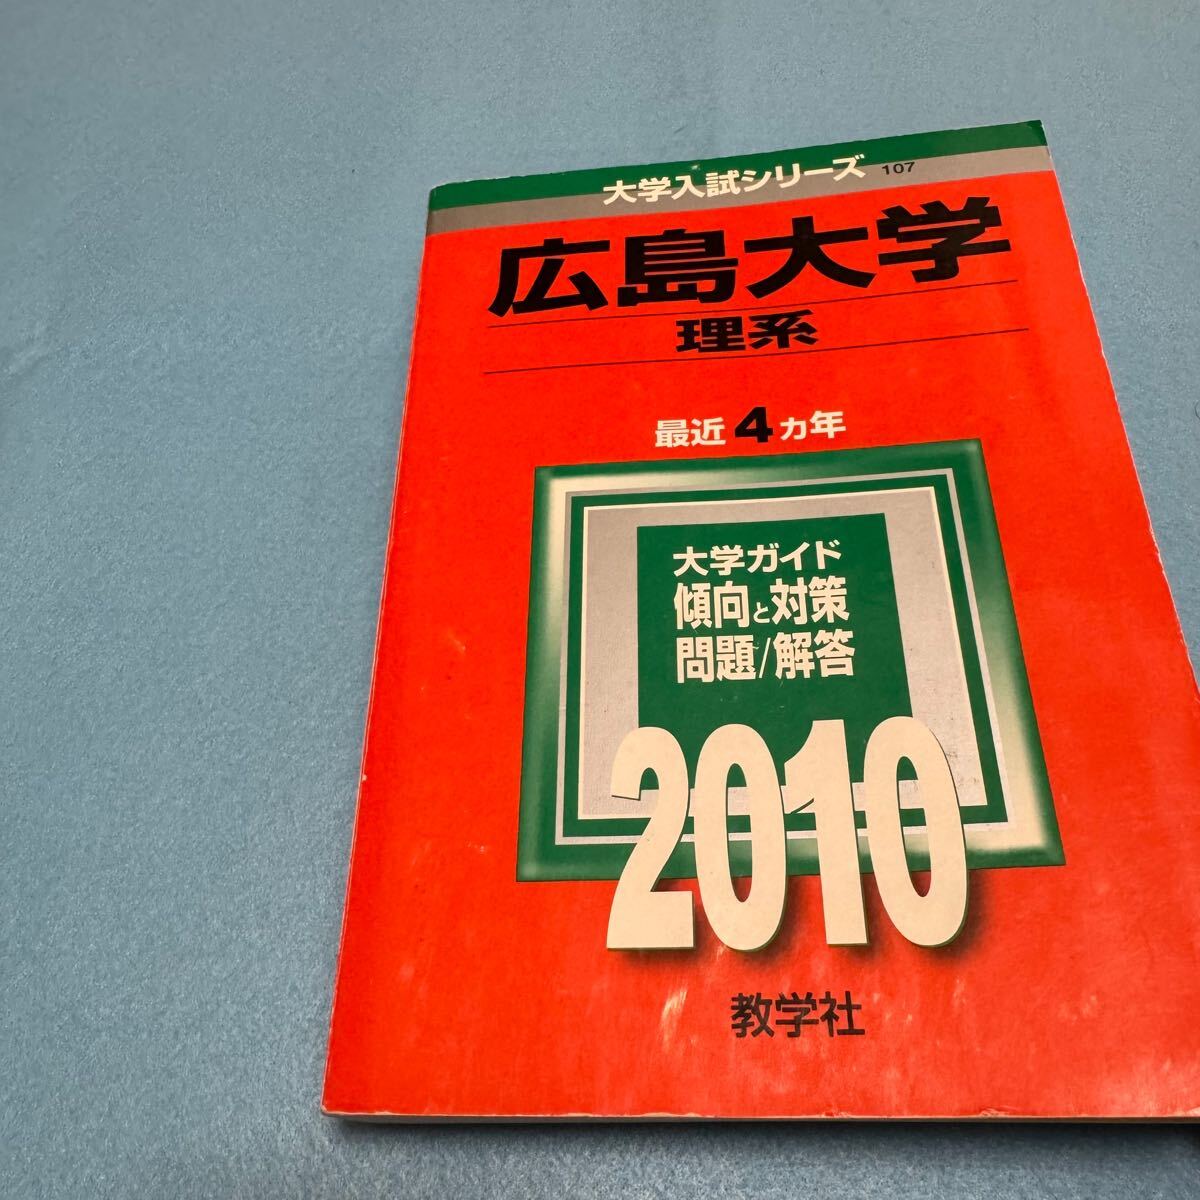 大学入試シリーズ 107
広島大学
理系
最近4ヵ年
大学ガイド
傾向と対策
問題/解答
2010
教学社